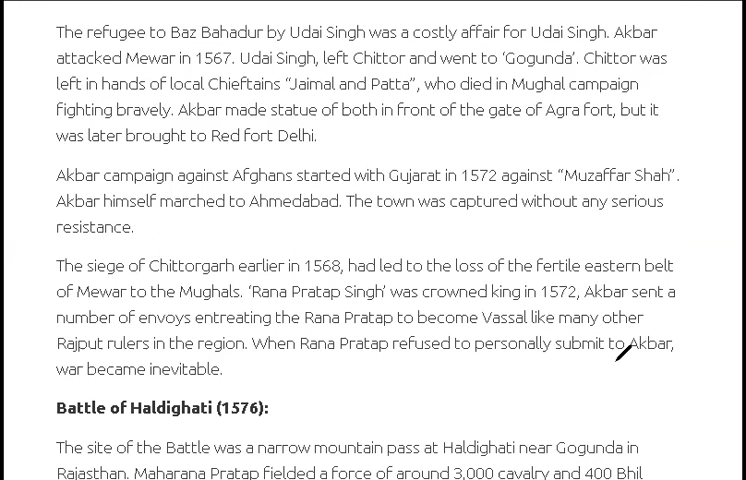 The refugee to Baz Bahadur by Udai Singh was a costly affair for Udai Singh. Akbar
attacked Mewar in 1567. Udai Singh, left Chittor and went to ‘Gogunda’. Chittor was
left in hands of local Chieftains “Jaimal and Patta”, who died in Mughal campaign
fighting bravely. Akbar made statue of both in front of the gate of Agra fort, but it
was later brought to Red fort Delhi.
Akbar campaign against Afghans started with Gujarat in 1572 against “Muzaffar Shah”.
Akbar himself marched to Ahmedabad. The town was captured without any serious
resistance.
The siege of Chittorgarh earlier in 1568, had led to the loss of the fertile eastern belt
of Mewar to the Mughals. ‘Rana Pratap Singh’ was crowned king in 1572, Akbar sent a
number of envoys entreating the Rana Pratap to become Vassal like many other
Rajput rulers in the region. When Rana Pratap refused to personally submit to Akbar,
war became inevitable.
Battle of Haldighati (1576):
The site of the Battle was a narrow mountain pass at Haldighati near Gogunda in
Rajasthan. Maharana Pratap fielded a force of around 3,000 cavalry and 400 Bhil